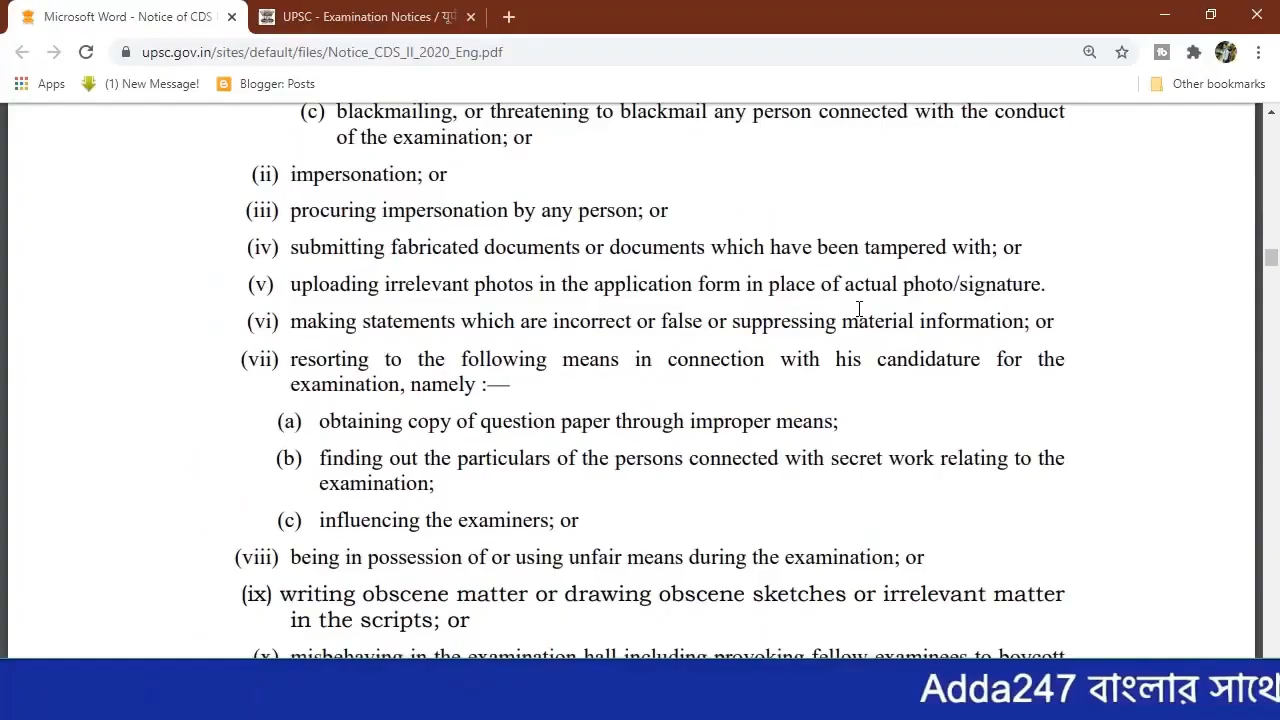 Microsoft Word - Notice of CDS
UPSC - Examination Notices /
upsc.gov.in/sites/default/files/Notice_CDS_II_2020_Eng.pdf
Apps
(1) New Message!
Blogger: Posts
Other bookmarks
(c) blackmailing, or threatening to blackmail any person connected with the conduct
of the examination; or
(ii) impersonation; or
(iii) procuring impersonation by any person; or
(iv) submitting fabricated documents or documents which have been tampered with; or
(v) uploading irrelevant photos in the application form in place of actual photo/signature.
(vi) making statements which are incorrect or false or suppressing material information; or
(vii) resorting to the following means in connection with his candidature for the
examination, namely :—
(a) obtaining copy of question paper through improper means;
(b) finding out the particulars of the persons connected with secret work relating to the
examination;
(c) influencing the examiners; or
(viii) being in possession of or using unfair means during the examination; or
(ix) writing obscene matter or drawing obscene sketches or irrelevant matter
in the scripts; or
(x) misbehaving in the examination hall including provoking fellow examinees to boycott
Adda247 বাংলার সাথে